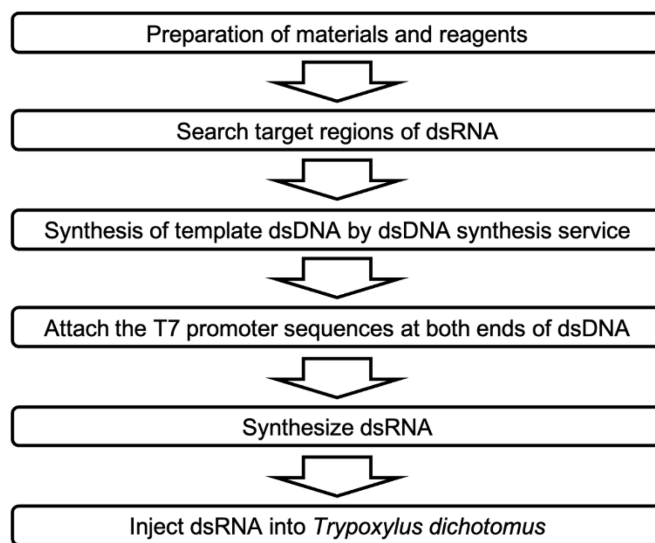 Preparation of materials and reagents
Search target regions of dsRNA
Synthesis of template dsDNA by dsDNA synthesis service
Attach the T7 promoter sequences at both ends of dsDNA
Synthesize dsRNA
Inject dsRNA into Trypoxylus dichotomus